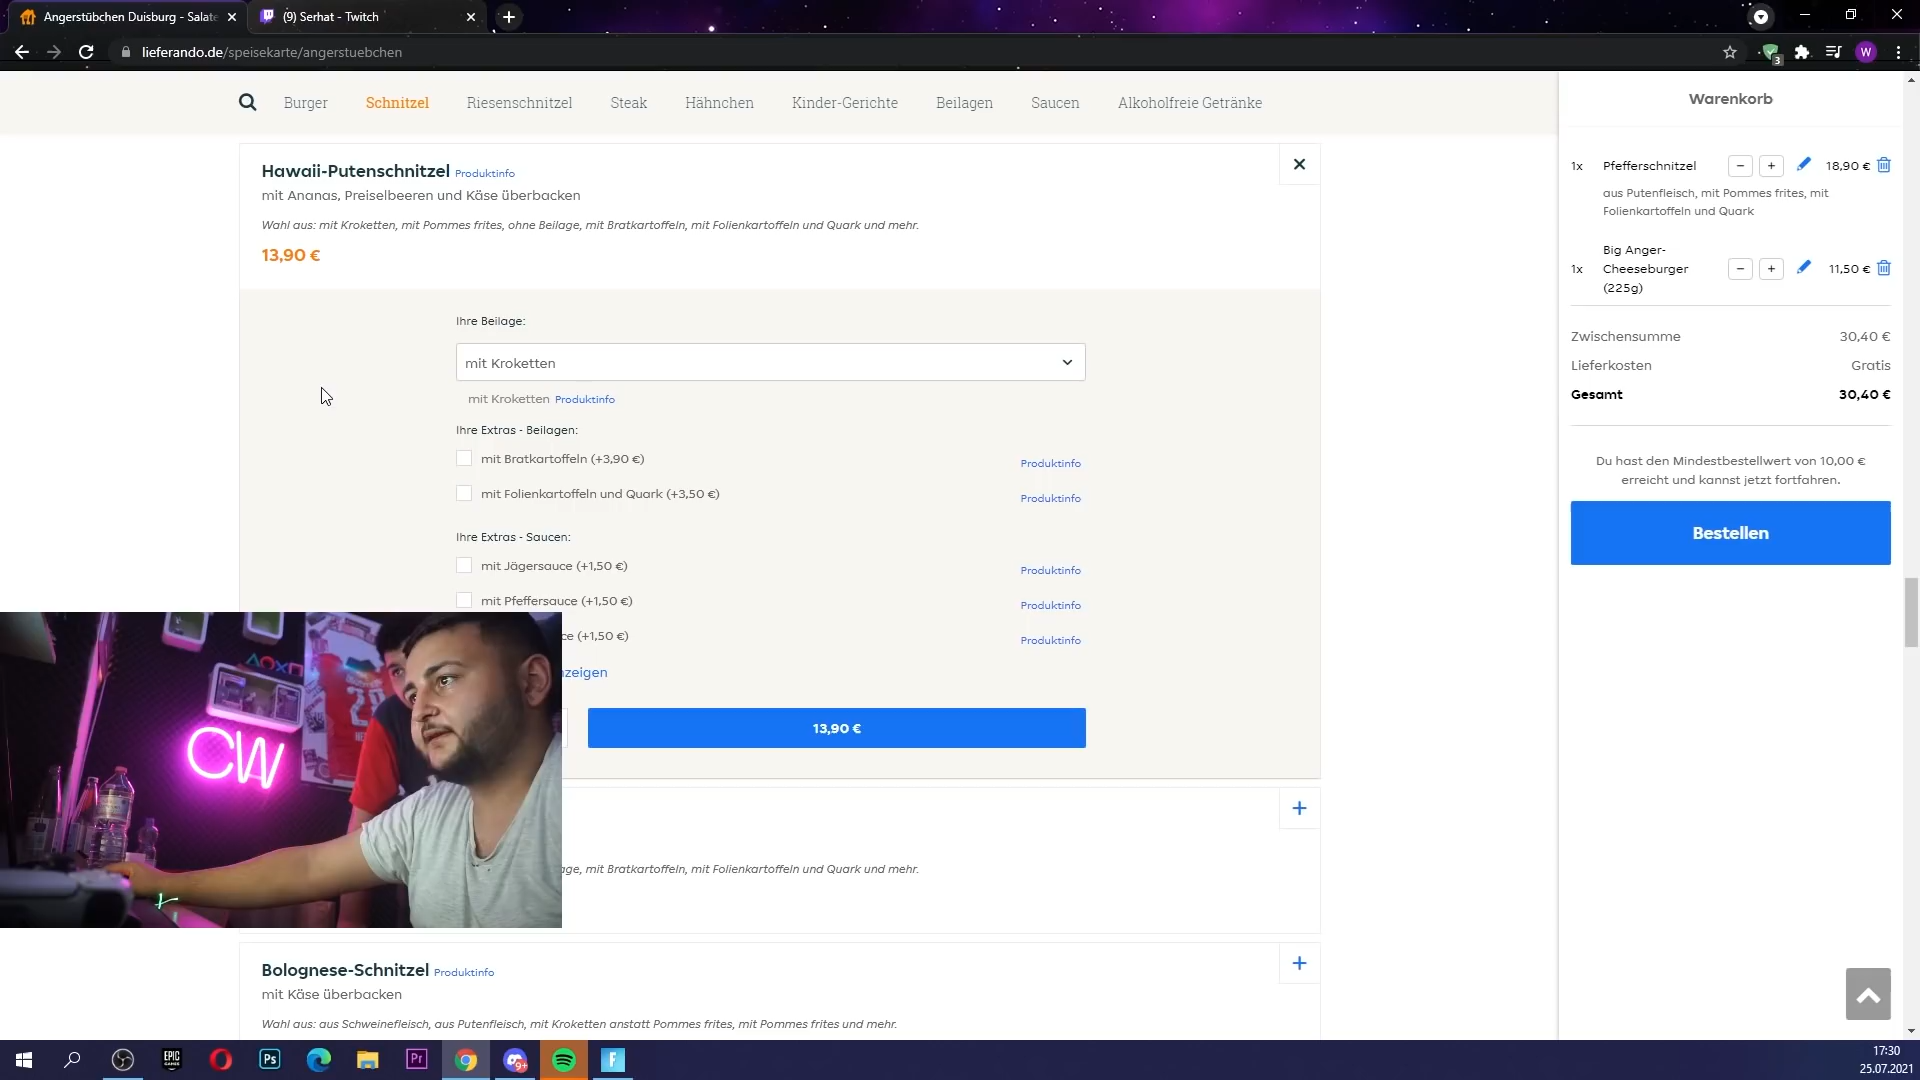 Angerstübchen Duisburg - Salate
(9) Serhat - Twitch
lieferando.de/speisekarte/angerstuebchen
W
3
Burger
Schnitzel
Riesenschnitzel
Steak
Hähnchen
Kinder-Gerichte
Beilagen
Saucen
Alkoholfreie Getränke
Hawaii-Putenschnitzel Produktinfo
mit Ananas, Preiselbeeren und Käse überbacken
Wahl aus: mit Kroketten, mit Pommes frites, ohne Beilage, mit Bratkartoffeln, mit Folienkartoffeln und Quark und mehr.
13,90 €
Ihre Beilage:
mit Kroketten
mit Kroketten Produktinfo
Ihre Extras - Beilagen:
mit Bratkartoffeln (+3,90 €) Produktinfo
mit Folienkartoffeln und Quark (+3,50 €) Produktinfo
Ihre Extras - Saucen:
mit Jägersauce (+1,50 €) Produktinfo
mit Pfeffersauce (+1,50 €) Produktinfo
ce (+1,50 €) Produktinfo
nzeigen
13,90 €
CW
mit Bratkartoffeln, mit Folienkartoffeln und Quark und mehr.
Bolognese-Schnitzel Produktinfo
mit Käse überbacken
Wahl aus: aus Schweinefleisch, aus Putenfleisch, mit Kroketten anstatt Pommes frites, mit Pommes frites und mehr.
Warenkorb
1x Pfefferschnitzel - + 18,90 €
aus Putenfleisch, mit Pommes frites, mit
Folienkartoffeln und Quark
Big Anger-
1x Cheeseburger - + 11,50 €
(225g)
Zwischensumme 30,40 €
Lieferkosten Gratis
Gesamt 30,40 €
Du hast den Mindestbestellwert von 10,00 €
erreicht und kannst jetzt fortfahren.
Bestellen
EPIC
GAMES
Ps
Pr
9+
F
17:30
25.07.2021